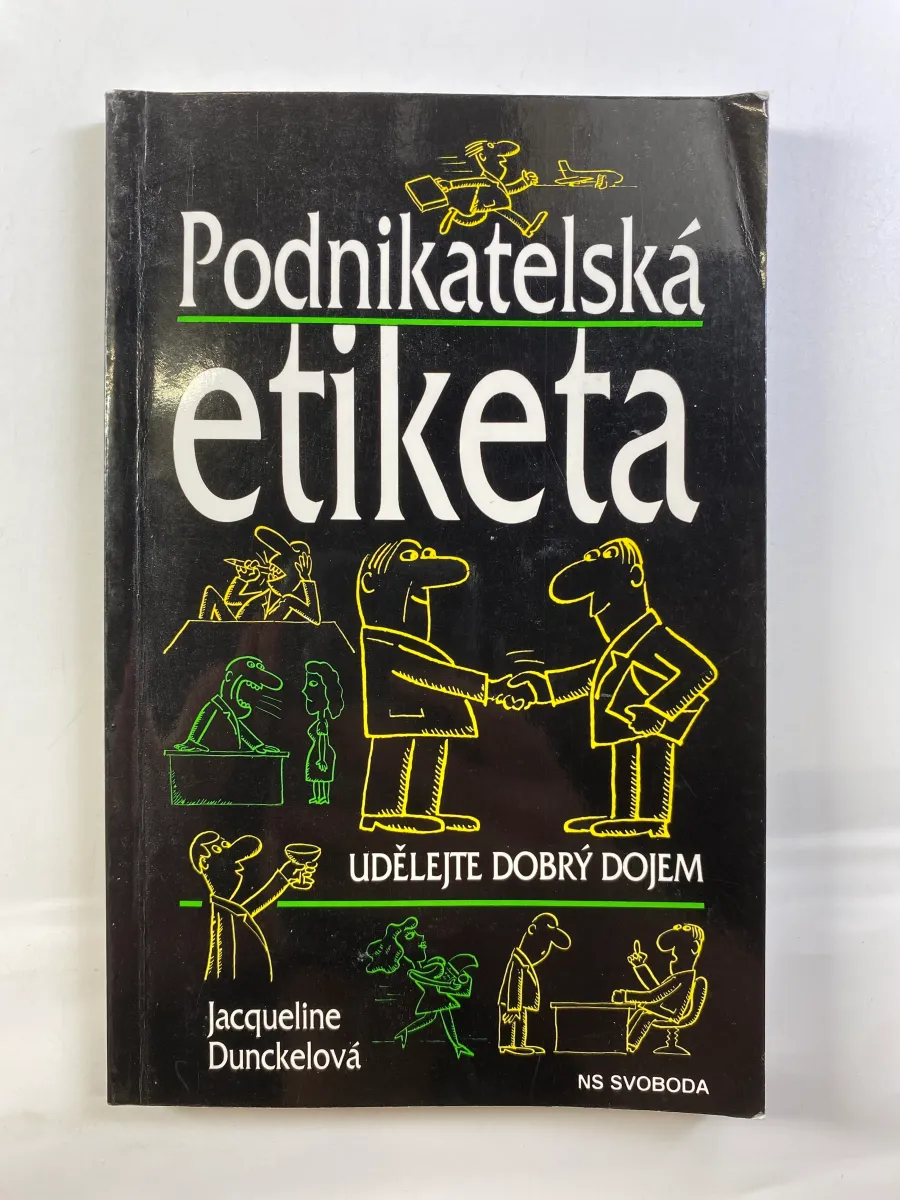 Podnikatelská
etiketa
UDĚLEJTE DOBRÝ DOJEM
Jacqueline
Dunckelová
NS SVOBODA